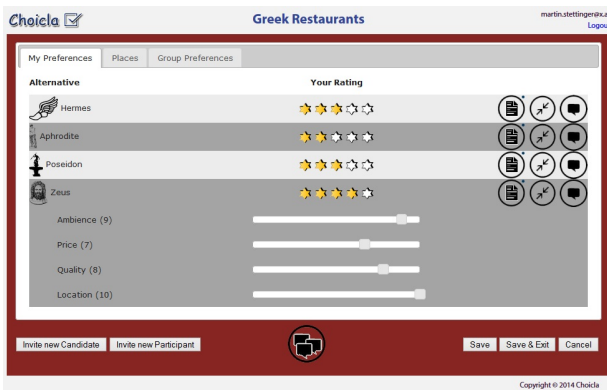 Choicla
Greek Restaurants
martin.stettinger@x.a
Logou
My Preferences Places Group Preferences
Alternative Your Rating
Hermes
Aphrodite
Poseidon
Zeus
Ambience (9)
Price (7)
Quality (8)
Location (10)
Invite new Candidate Invite new Participant Save Save & Exit Cancel
Copyright © 2014 Choicla